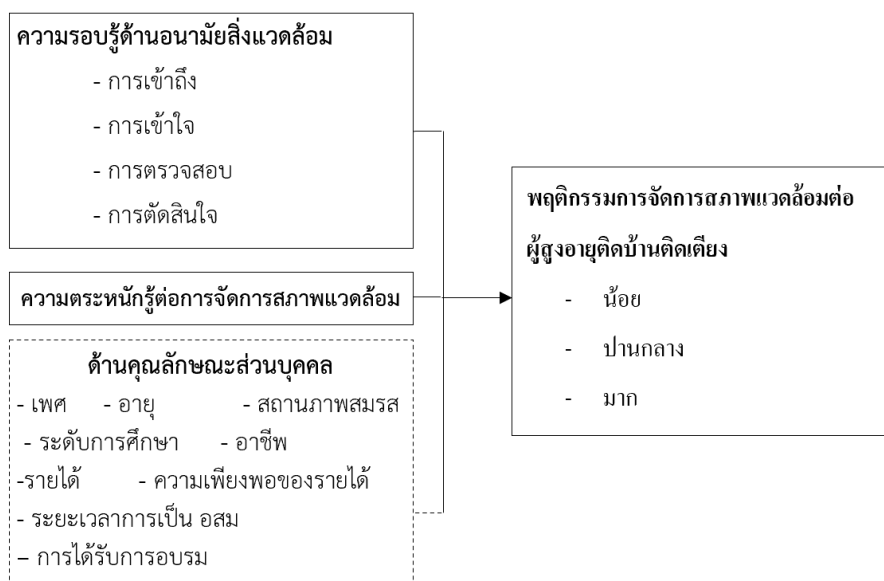 ความรอบรู้ด้านอนามัยสิ่งแวดล้อม
- การเข้าถึง
- การเข้าใจ
- การตรวจสอบ
- การตัดสินใจ
ความตระหนักรู้ต่อการจัดการสภาพแวดล้อม
ด้านคุณลักษณะส่วนบุคคล
- เพศ - อายุ - สถานภาพสมรส
- ระดับการศึกษา - อาชีพ
-รายได้ - ความเพียงพอของรายได้
- ระยะเวลาการเป็น อสม
– การได้รับการอบรม
พฤติกรรมการจัดการสภาพแวดล้อมต่อ
ผู้สูงอายุติดบ้านติดเตียง
- น้อย
- ปานกลาง
- มาก